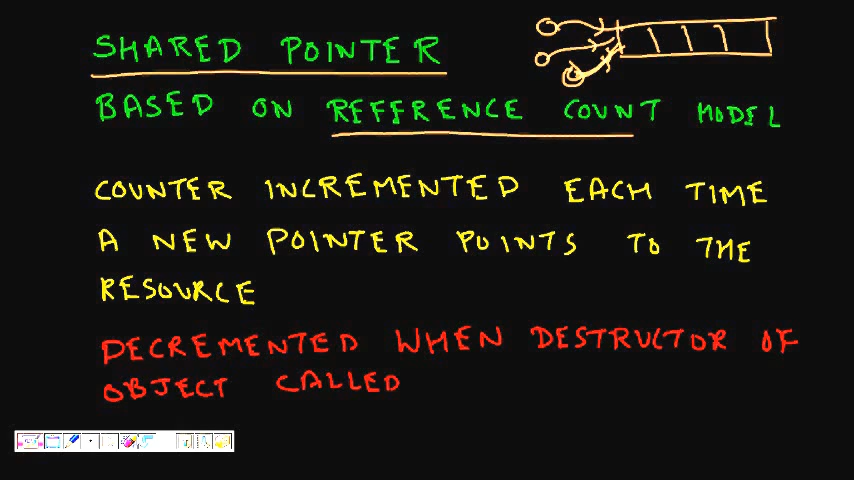 SHARED POINTER
BASED ON REFERENCE COUNT MODEL
COUNTER INCREMENTED EACH TIME
A NEW POINTER POINTS TO THE
RESOURCE
DECREMENTED WHEN DESTRUCTOR OF
OBJECT CALLED